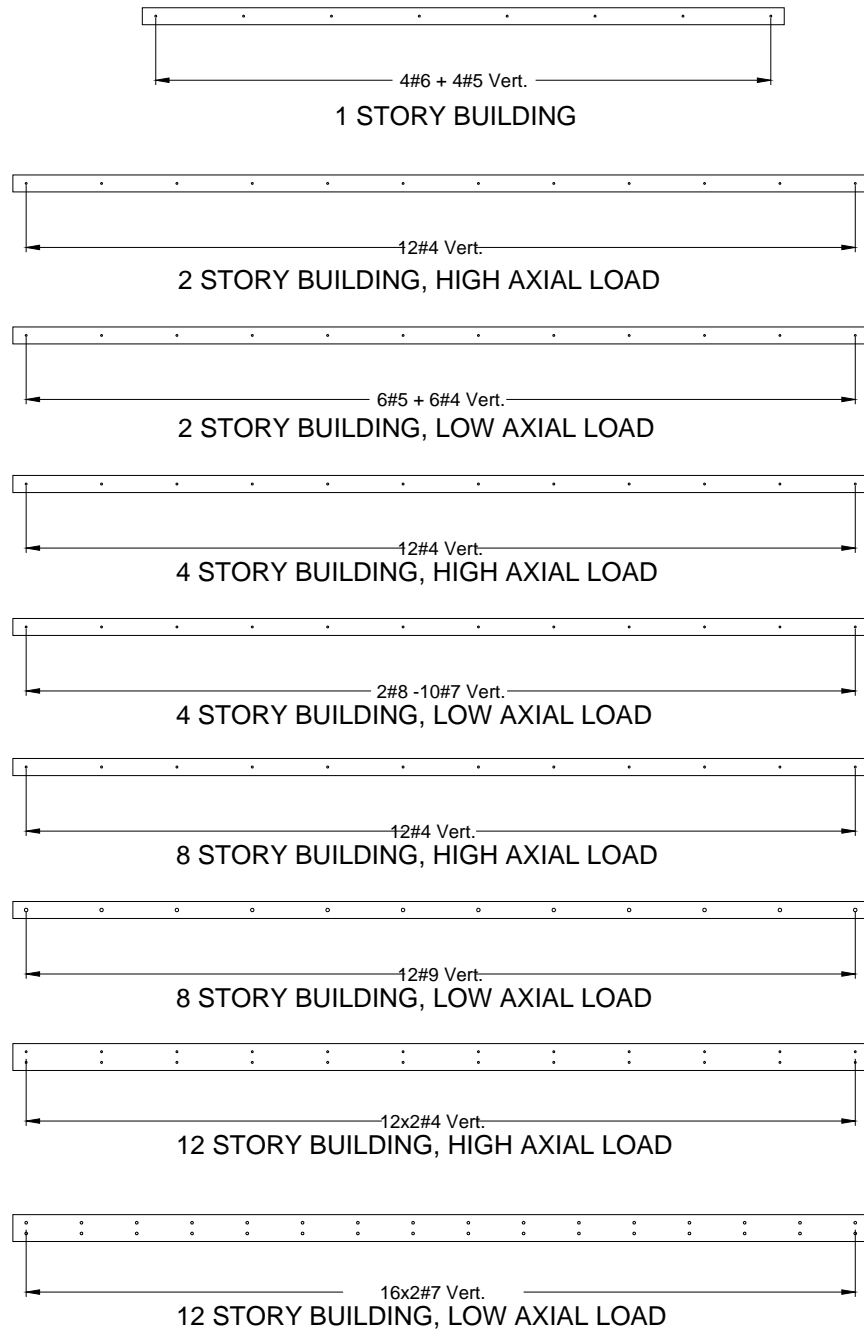 4#6 + 4#5 Vert.
1 STORY BUILDING
12#4 Vert.
2 STORY BUILDING, HIGH AXIAL LOAD
6#5 + 6#4 Vert.
2 STORY BUILDING, LOW AXIAL LOAD
12#4 Vert.
4 STORY BUILDING, HIGH AXIAL LOAD
2#8 -10#7 Vert.
4 STORY BUILDING, LOW AXIAL LOAD
12#4 Vert.
8 STORY BUILDING, HIGH AXIAL LOAD
12#9 Vert.
8 STORY BUILDING, LOW AXIAL LOAD
12x2#4 Vert.
12 STORY BUILDING, HIGH AXIAL LOAD
16x2#7 Vert.
12 STORY BUILDING, LOW AXIAL LOAD